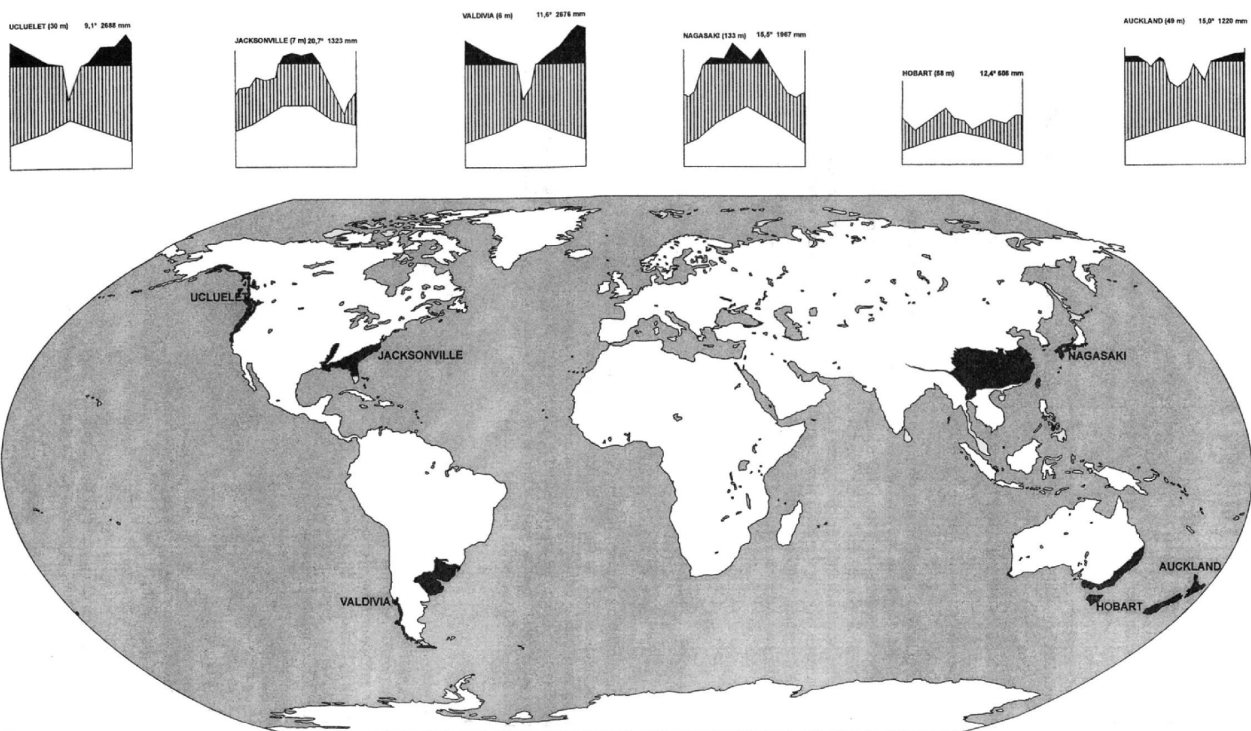 UCLUELET (30 m) 9,1° 2688 mm
JACKSONVILLE (7 m) 20,7° 1323 mm
VALDIVIA (6 m) 11,6° 2676 mm
NAGASAKI (133 m) 15,5° 1967 mm
HOBART (58 m) 12,4° 606 mm
AUCKLAND (49 m) 15,0° 1220 mm
UCLUELET
JACKSONVILLE
NAGASAKI
VALDIVIA
AUCKLAND
HOBART